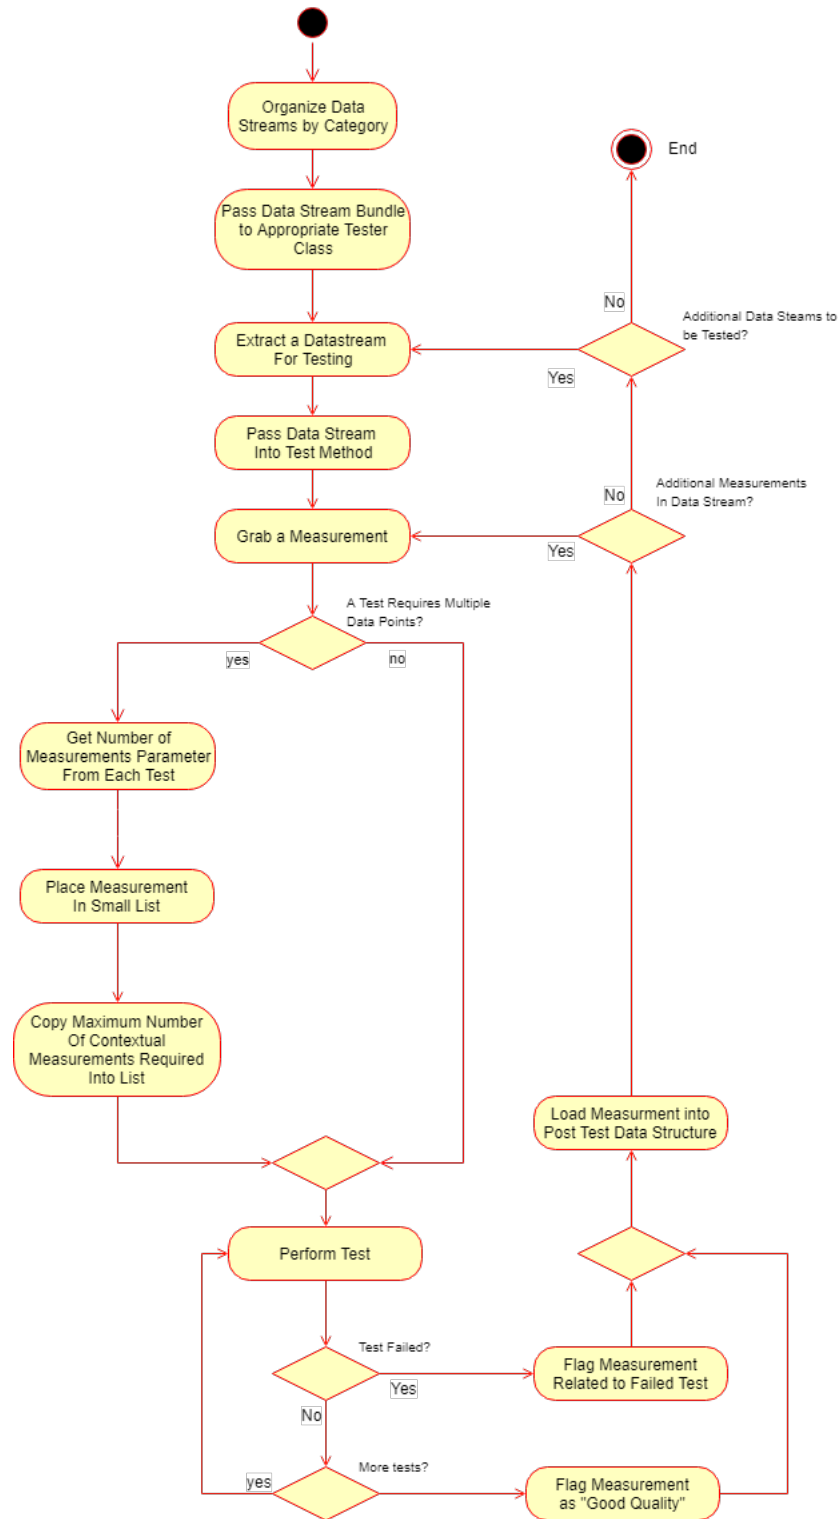 Organize Data
Streams by Category
End
Pass Data Stream Bundle
to Appropriate Tester
Class
No
Additional Data Steams to
be Tested?
Extract a Datastream
For Testing
Yes
Pass Data Stream
Into Test Method
Additional Measurements
In Data Stream?
No
Grab a Measurement
Yes
A Test Requires Multiple
Data Points?
yes
no
Get Number of
Measurements Parameter
From Each Test
Place Measurement
In Small List
Copy Maximum Number
Of Contextual
Measurements Required
Into List
Load Measurment into
Post Test Data Structure
Perform Test
Test Failed?
Yes
Flag Measurement
Related to Failed Test
No
More tests?
yes
Flag Measurement
as "Good Quality"